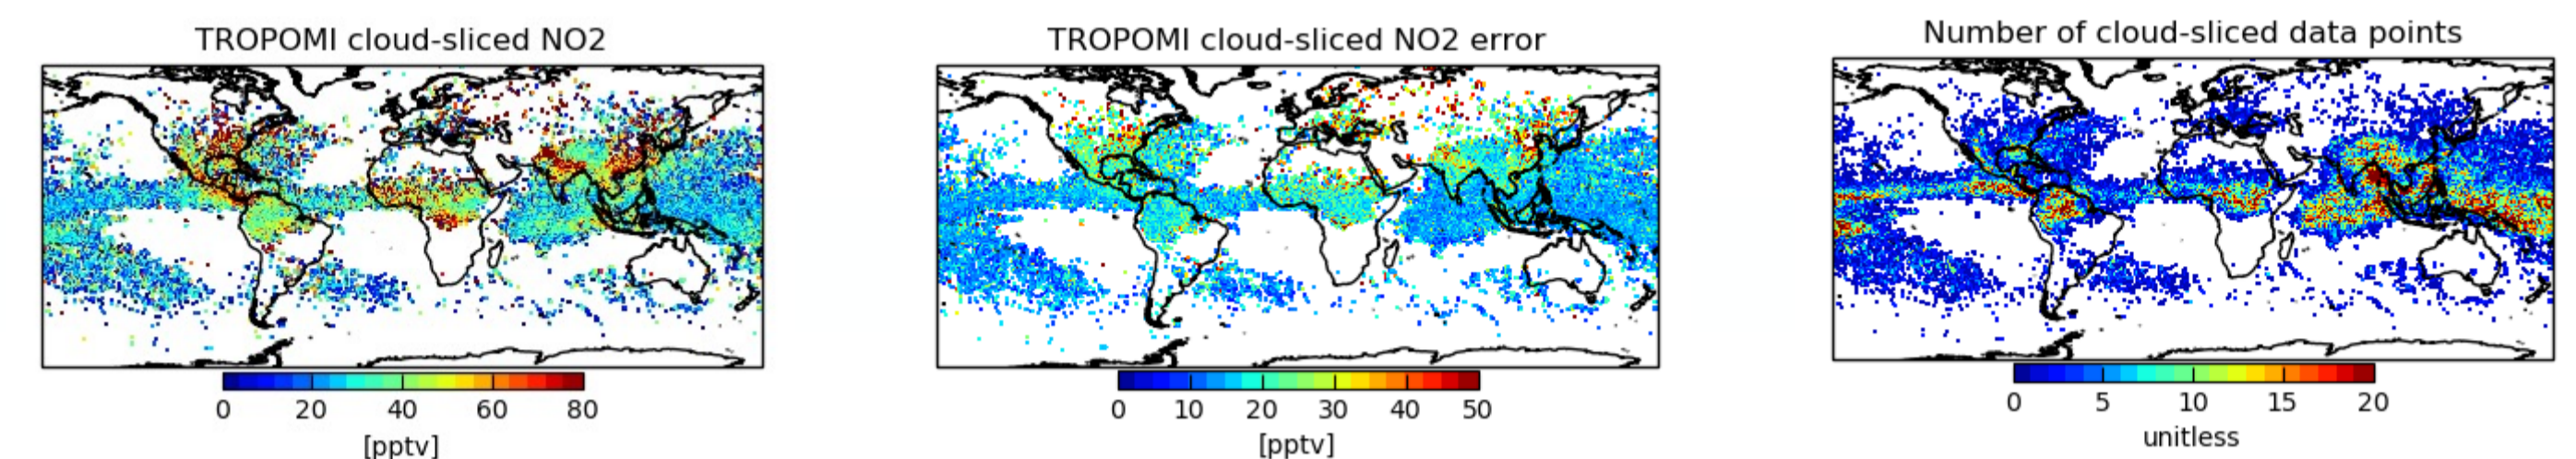 TROPOMI cloud-sliced NO2
0 20 40 60 80
[pptv]
TROPOMI cloud-sliced NO2 error
0 10 20 30 40 50
[pptv]
Number of cloud-sliced data points
0 5 10 15 20
unitless